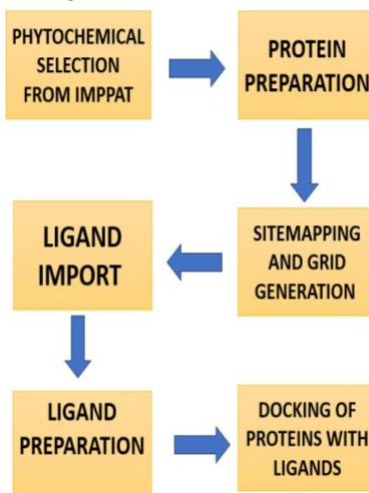 PHYTOCHEMICAL
SELECTION
FROM IMPPAT
PROTEIN
PREPARATION
SITEMAPPING
AND GRID
GENERATION
LIGAND
IMPORT
LIGAND
PREPARATION
DOCKING OF
PROTEINS WITH
LIGANDS